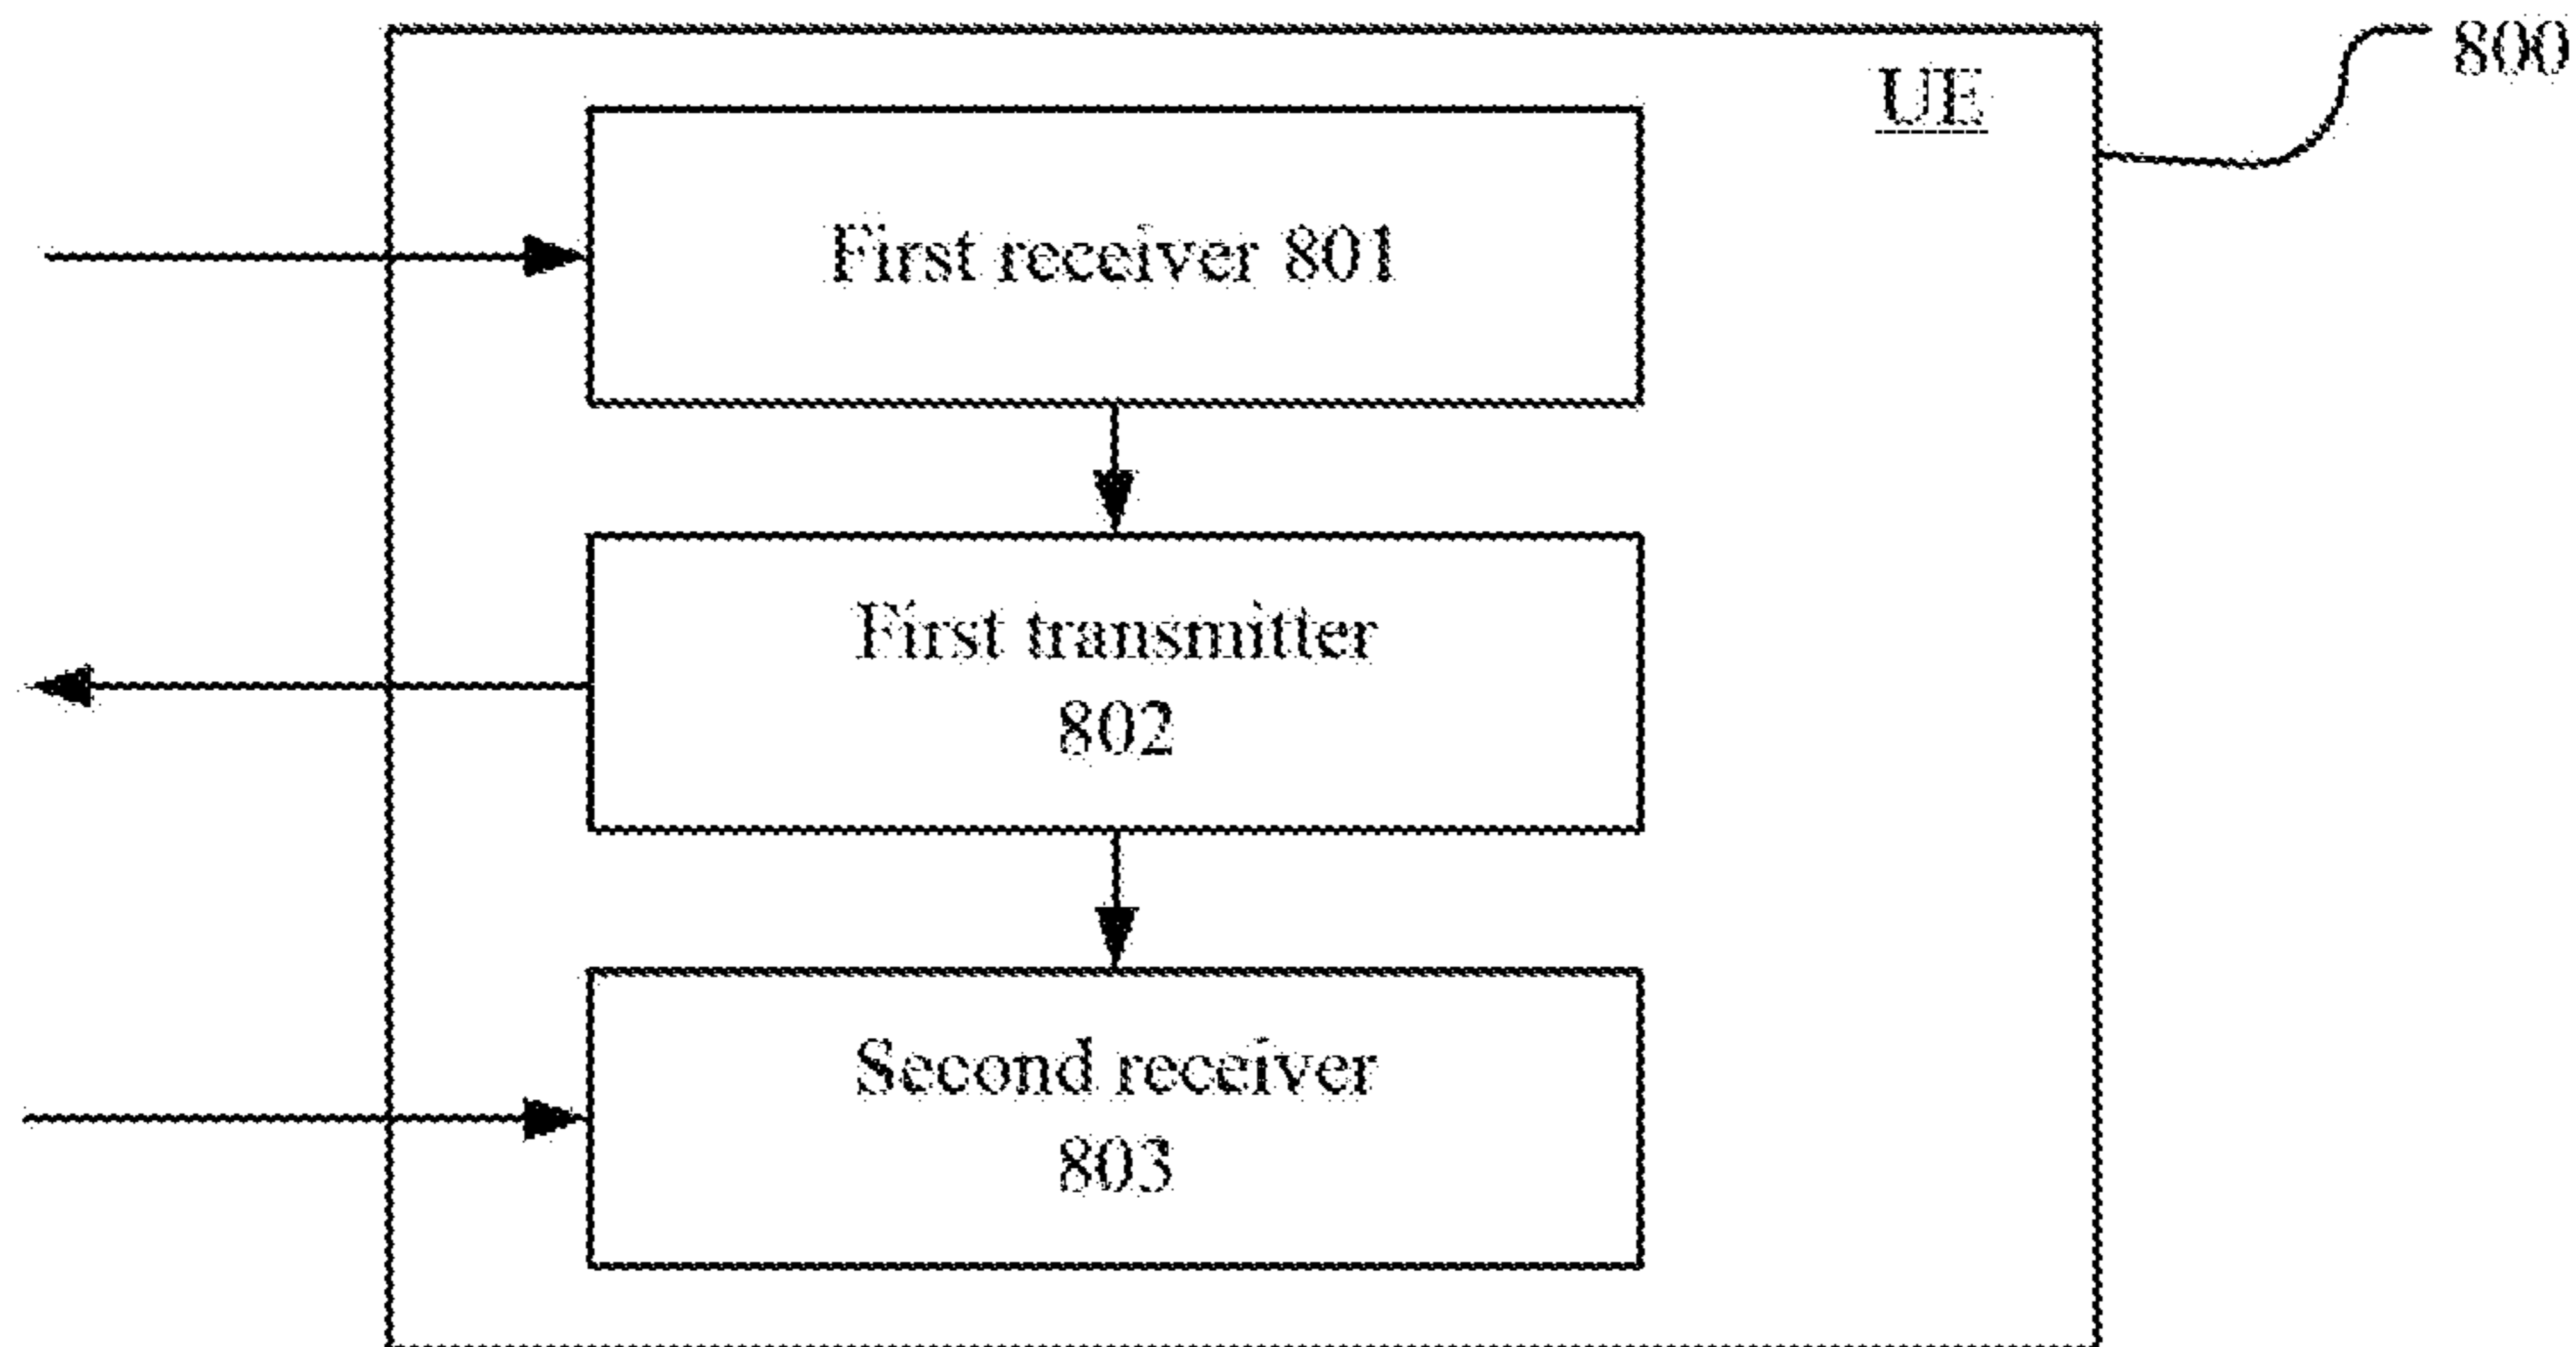 800
UE
First receiver 801
First transmitter
802
Second receiver
803